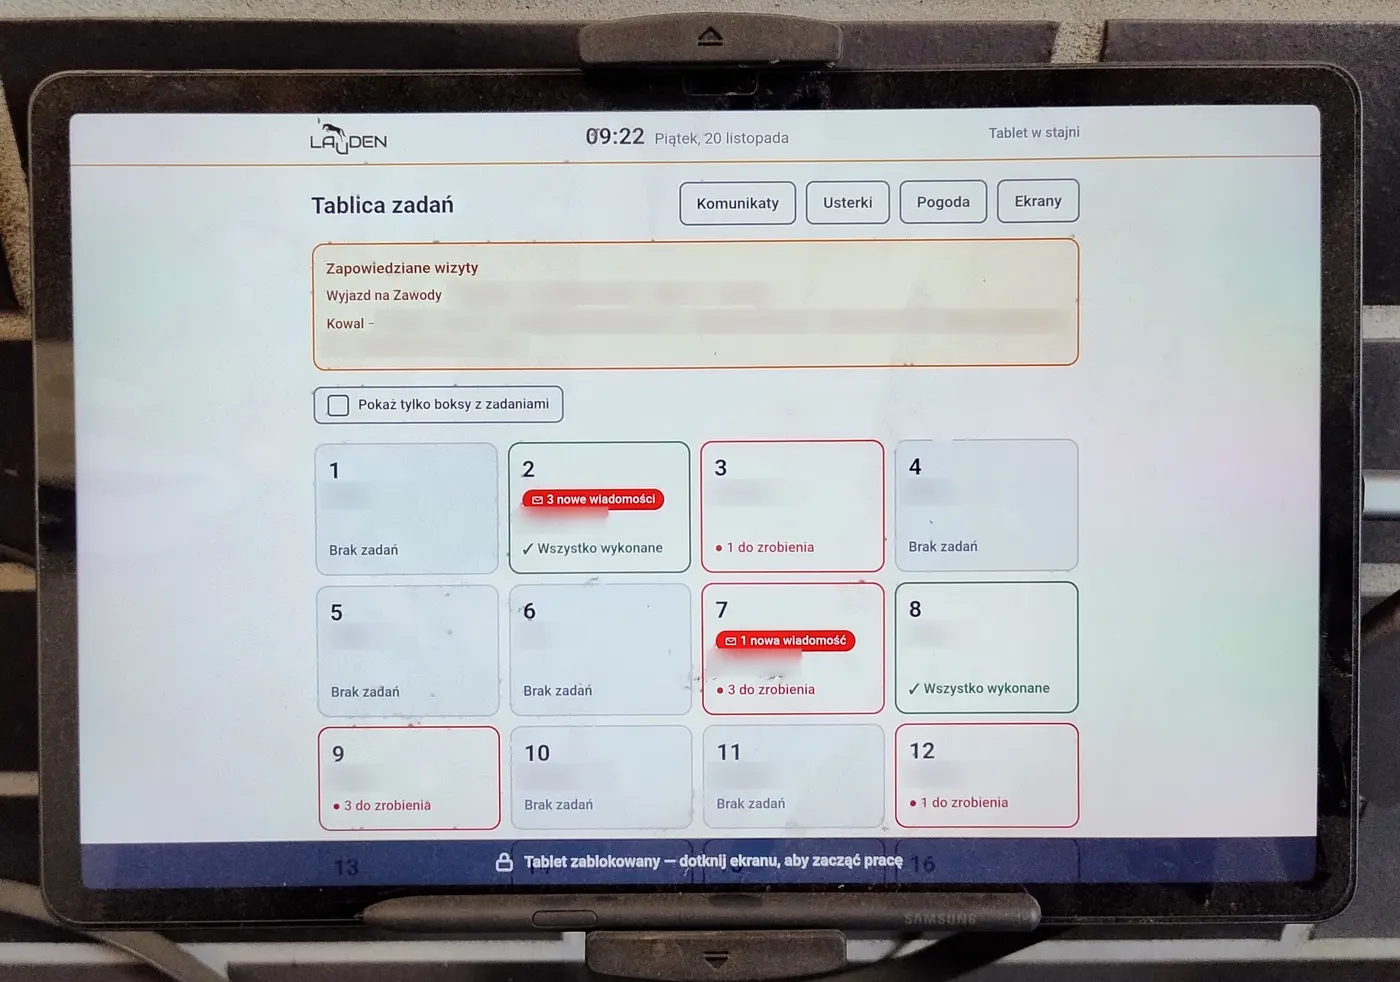 LAUDEN
09:22 Piątek, 20 listopada
Tablet w stajni
Tablica zadań
Komunikaty
Usterki
Pogoda
Ekrany
Zapowiedziane wizyty
Wyjazd na Zawody
Kowal –
Pokaż tylko boksy z zadaniami
1
Brak zadań
2
3 nowe wiadomości
✓ Wszystko wykonane
3
• 1 do zrobienia
4
Brak zadań
5
Brak zadań
6
Brak zadań
7
1 nowa wiadomość
• 3 do zrobienia
8
✓ Wszystko wykonane
9
• 3 do zrobienia
10
Brak zadań
11
Brak zadań
12
• 1 do zrobienia
13
16
Tablet zablokowany — dotknij ekranu, aby zacząć pracę
SAMSUNG